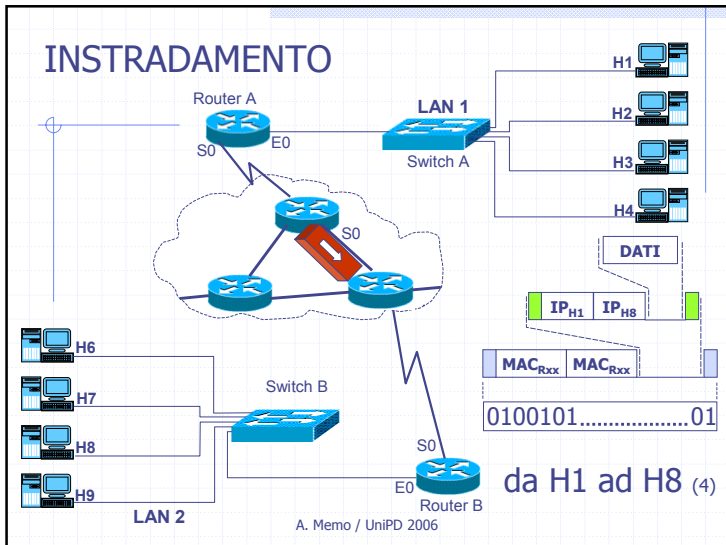 INSTRADAMENTO
H1
Router A
LAN 1
H2
S0
E0
Switch A
H3
H4
S0
DATI
IPH1 IPH8
H6
MACRxx MACRxx
Switch B
H7
0100101..................01
H8
S0
H9
E0
Router B
da H1 ad H8 (4)
LAN 2
A. Memo / UniPD 2006